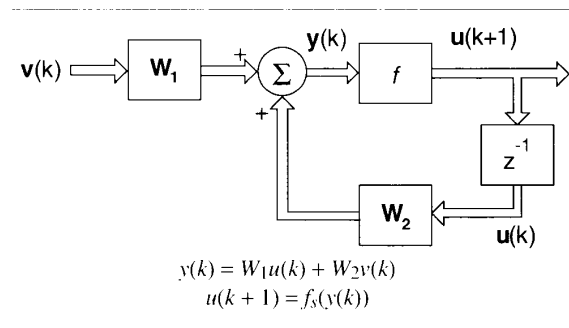 y(k)
u(k+1)
v(k)
W₁
+
Σ
f
+
z⁻¹
W₂
u(k)
y(k) = W₁u(k) + W₂v(k)
u(k + 1) = fₛ(y(k))